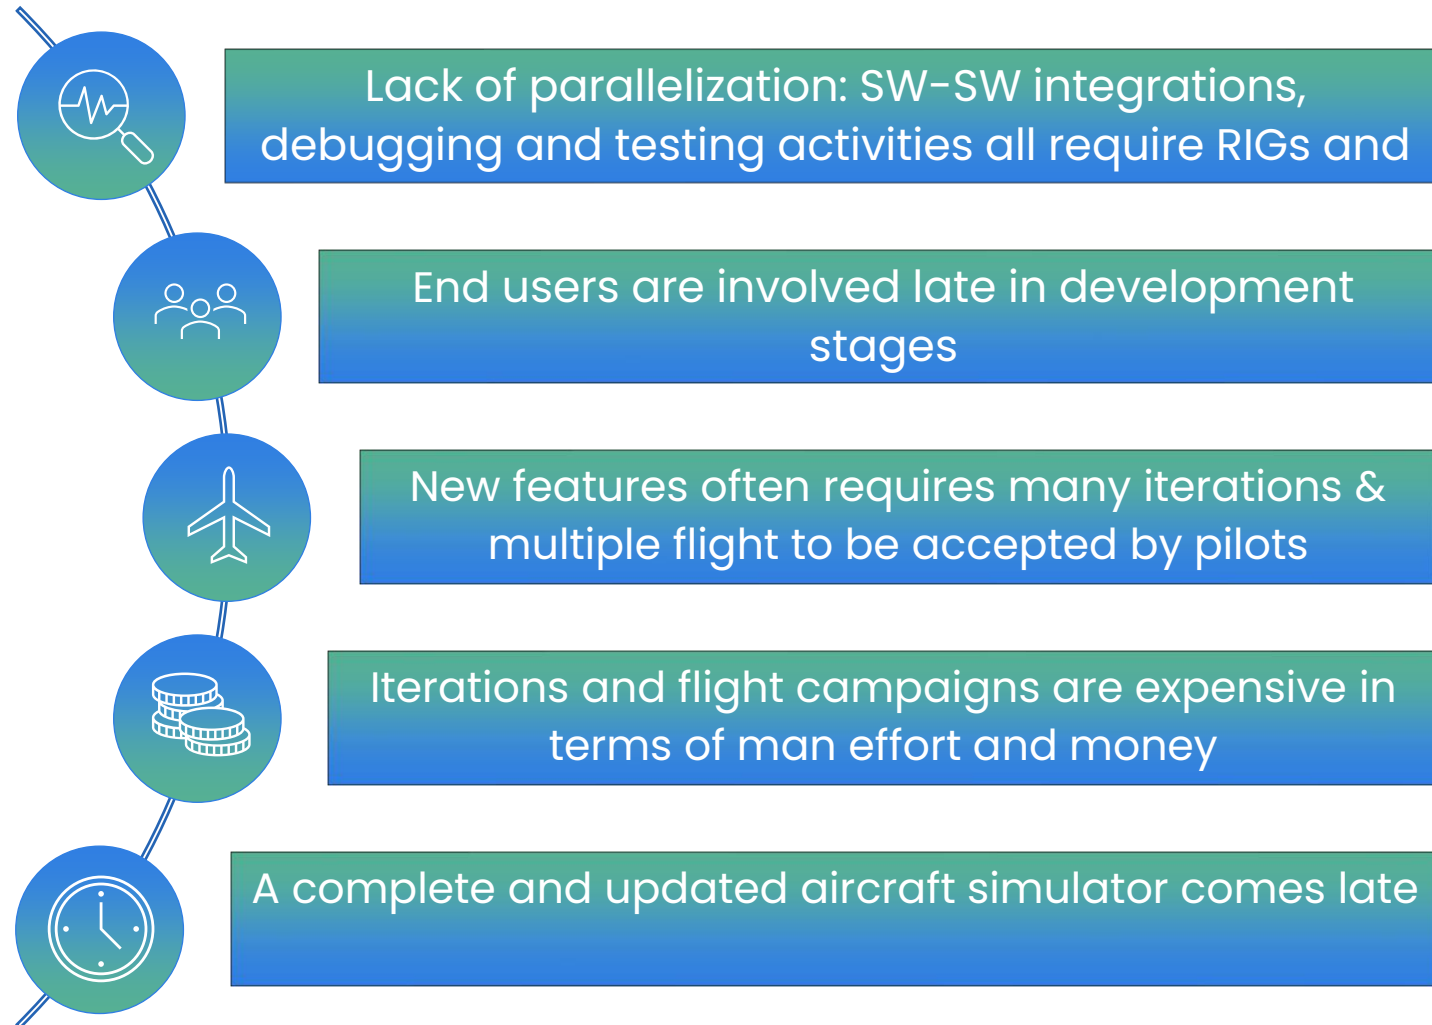 Lack of parallelization: SW-SW integrations,
debugging and testing activities all require RIGs and
End users are involved late in development
stages
New features often requires many iterations &
multiple flight to be accepted by pilots
Iterations and flight campaigns are expensive in
terms of man effort and money
A complete and updated aircraft simulator comes late